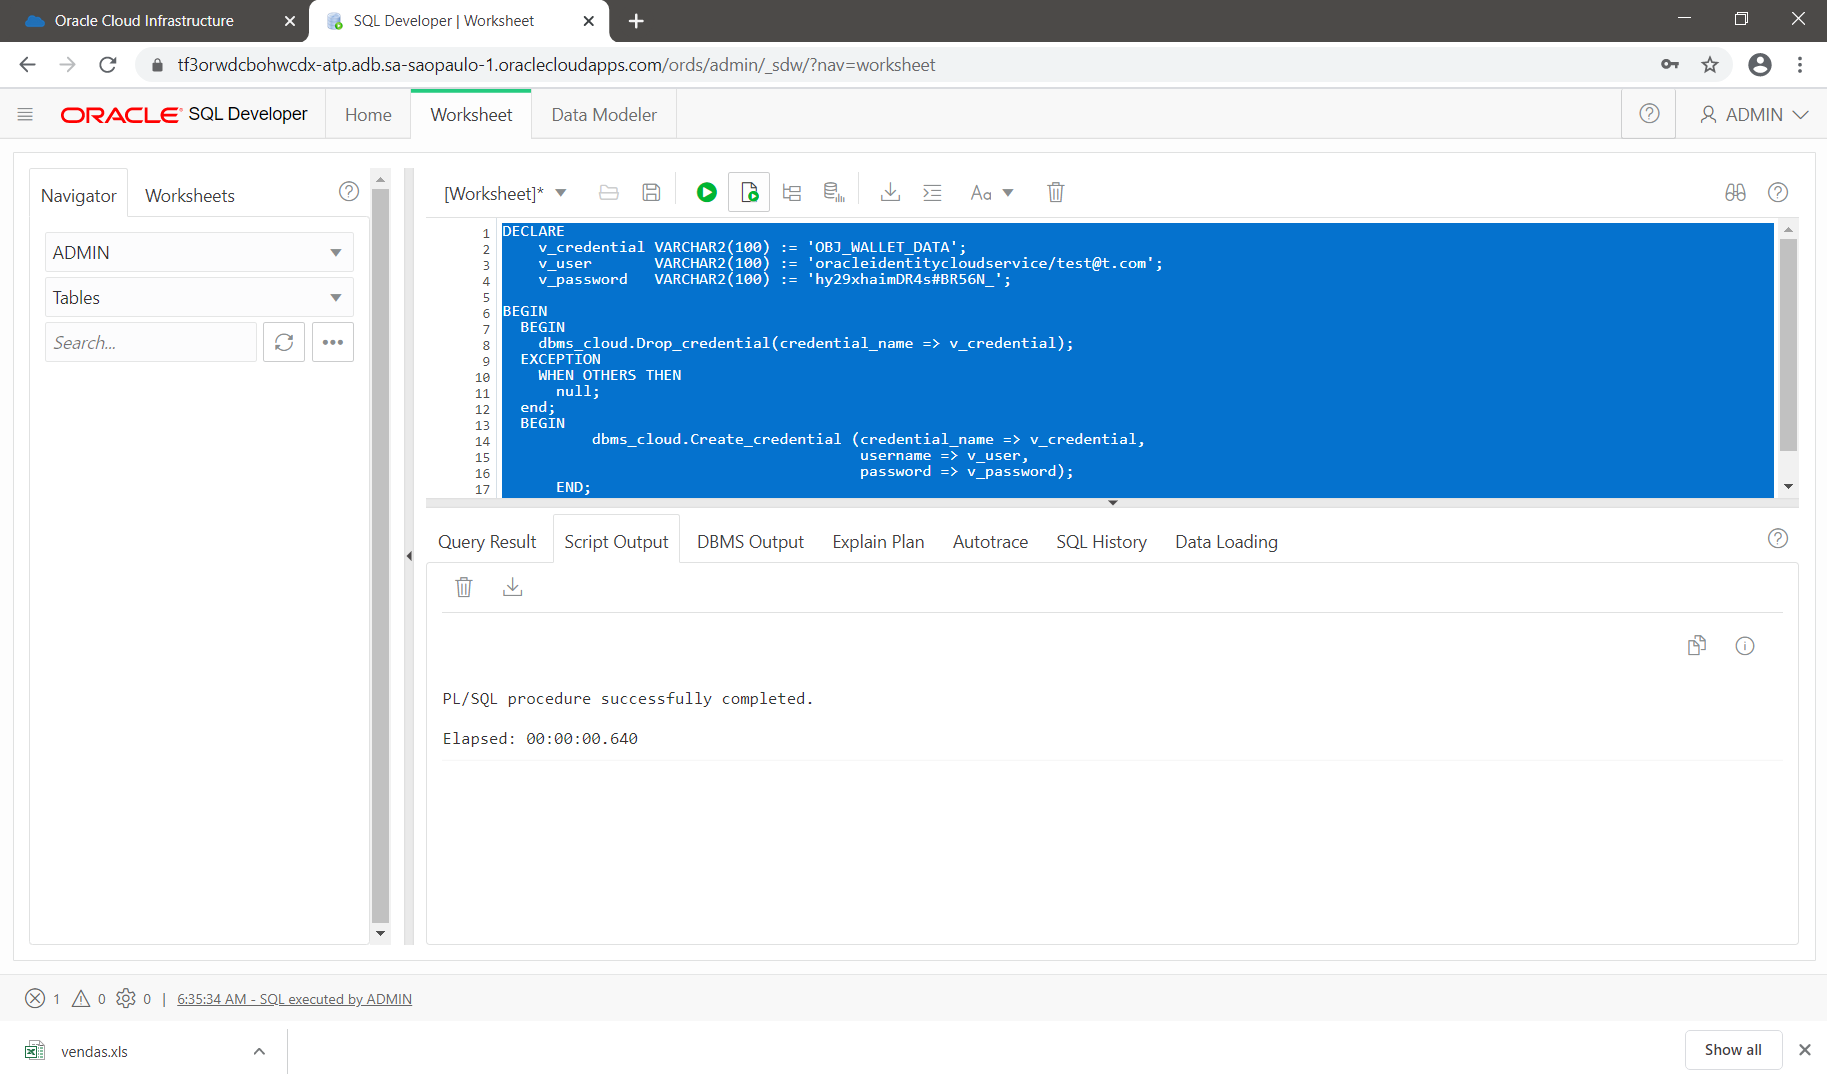 Oracle Cloud Infrastructure
SQL Developer | Worksheet
tf3orwdcbohwcdx-atp.adb.sa-saopaulo-1.oraclecloudapps.com/ords/admin/_sdw/?nav=worksheet
ORACLE SQL Developer
Home
Worksheet
Data Modeler
ADMIN
Navigator
Worksheets
ADMIN
Tables
Search...
[Worksheet]*
Aa
1 DECLARE
2 v_credential VARCHAR2(100) := 'OBJ_WALLET_DATA';
3 v_user VARCHAR2(100) := 'oracleidentitycloudservice/test@t.com';
4 v_password VARCHAR2(100) := 'hy29xhaimDR4s#BR56N_';
5
6 BEGIN
7 BEGIN
8 dbms_cloud.Drop_credential(credential_name => v_credential);
9 EXCEPTION
10 WHEN OTHERS THEN
11 null;
12 end;
13 BEGIN
14 dbms_cloud.Create_credential (credential_name => v_credential,
15 username => v_user,
16 password => v_password);
17 END;
Query Result
Script Output
DBMS Output
Explain Plan
Autotrace
SQL History
Data Loading
PL/SQL procedure successfully completed.
Elapsed: 00:00:00.640
1 0 0 | 6:35:34 AM - SQL executed by ADMIN
vendas.xls
Show all